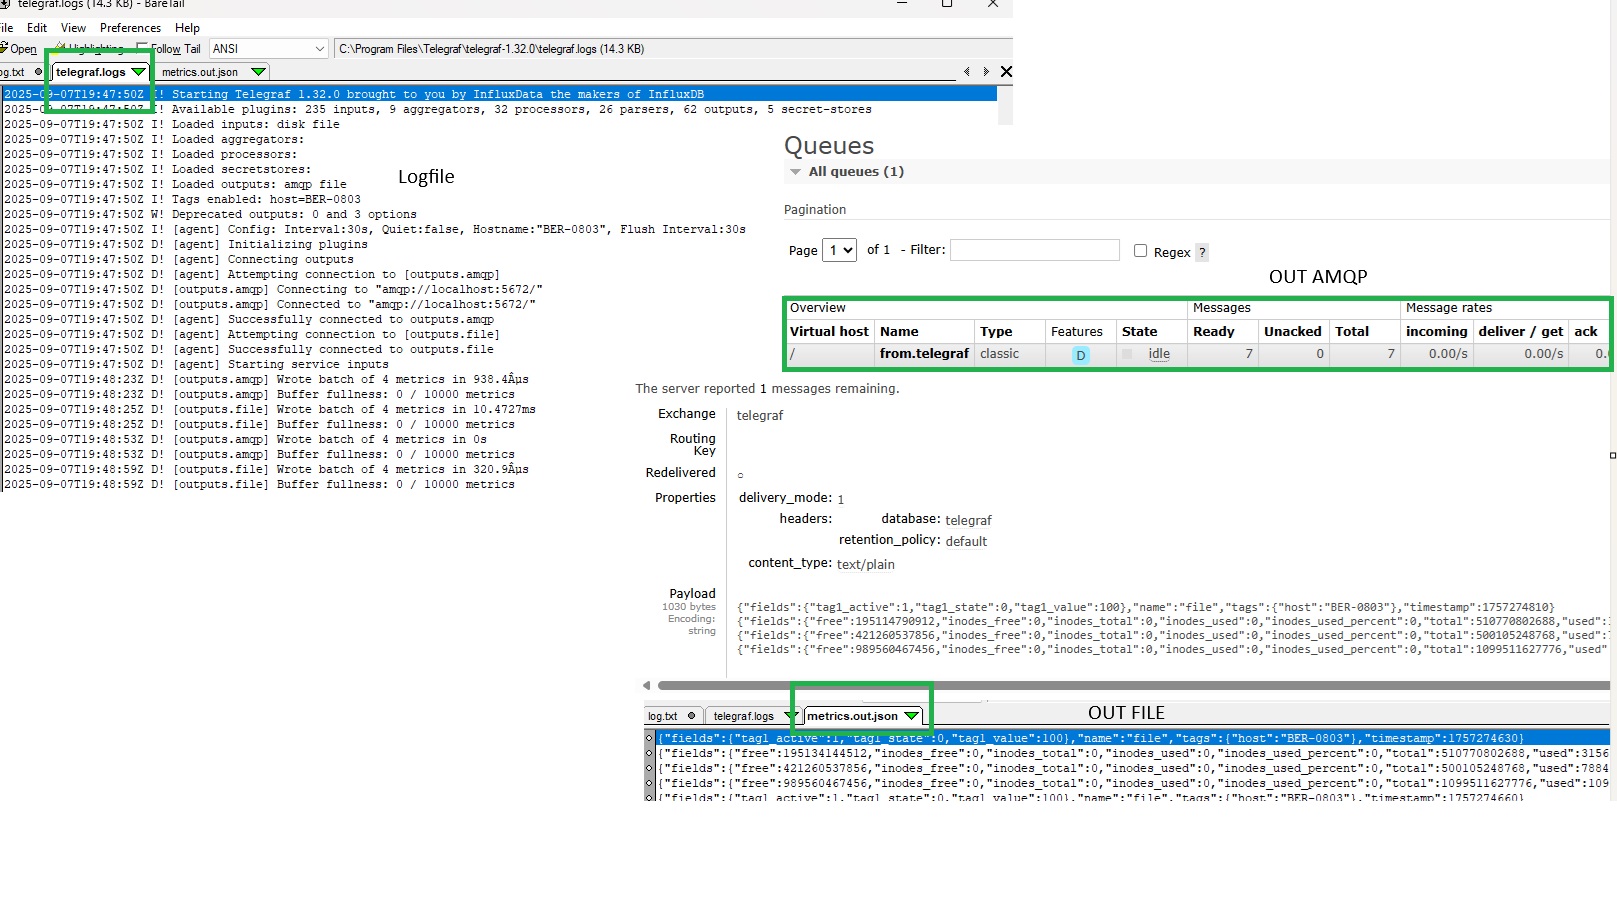 telegraf.logs (14.3 KB) - BareTail
File Edit View Preferences Help
Open Highlighting Follow Tail ANSI C:\Program Files\Telegraf\telegraf-1.32.0\telegraf.logs (14.3 KB)
og.txt telegraf.logs metrics.out.json
2025-09-07T19:47:50Z I! Starting Telegraf 1.32.0 brought to you by InfluxData the makers of InfluxDB
2025-09-07T19:47:50Z I! Available plugins: 235 inputs, 9 aggregators, 32 processors, 26 parsers, 62 outputs, 5 secret-stores
2025-09-07T19:47:50Z I! Loaded inputs: disk file
2025-09-07T19:47:50Z I! Loaded aggregators:
2025-09-07T19:47:50Z I! Loaded processors:
2025-09-07T19:47:50Z I! Loaded secretstores:
2025-09-07T19:47:50Z I! Loaded outputs: amqp file
2025-09-07T19:47:50Z I! Tags enabled: host=BER-0803
2025-09-07T19:47:50Z W! Deprecated outputs: 0 and 3 options
2025-09-07T19:47:50Z I! [agent] Config: Interval:30s, Quiet:false, Hostname:"BER-0803", Flush Interval:30s
2025-09-07T19:47:50Z D! [agent] Initializing plugins
2025-09-07T19:47:50Z D! [agent] Connecting outputs
2025-09-07T19:47:50Z D! [agent] Attempting connection to [outputs.amqp]
2025-09-07T19:47:50Z D! [outputs.amqp] Connecting to "amqp://localhost:5672/"
2025-09-07T19:47:50Z D! [outputs.amqp] Connected to "amqp://localhost:5672/"
2025-09-07T19:47:50Z D! [agent] Successfully connected to outputs.amqp
2025-09-07T19:47:50Z D! [agent] Attempting connection to [outputs.file]
2025-09-07T19:47:50Z D! [agent] Successfully connected to outputs.file
2025-09-07T19:47:50Z D! [agent] Starting service inputs
2025-09-07T19:48:23Z D! [outputs.amqp] Wrote batch of 4 metrics in 938.4Âµs
2025-09-07T19:48:23Z D! [outputs.amqp] Buffer fullness: 0 / 10000 metrics
2025-09-07T19:48:25Z D! [outputs.file] Wrote batch of 4 metrics in 10.4727ms
2025-09-07T19:48:25Z D! [outputs.file] Buffer fullness: 0 / 10000 metrics
2025-09-07T19:48:53Z D! [outputs.amqp] Wrote batch of 4 metrics in 0s
2025-09-07T19:48:53Z D! [outputs.amqp] Buffer fullness: 0 / 10000 metrics
2025-09-07T19:48:59Z D! [outputs.file] Wrote batch of 4 metrics in 320.9Âµs
2025-09-07T19:48:59Z D! [outputs.file] Buffer fullness: 0 / 10000 metrics
Logfile
Queues
All queues (1)
Pagination
Page 1 of 1 - Filter: Regex ?
OUT AMQP
Overview Messages Message rates
Virtual host Name Type Features State Ready Unacked Total incoming deliver / get ack
/ from.telegraf classic D idle 7 0 7 0.00/s 0.00/s 0.
The server reported 1 messages remaining.
Exchange telegraf
Routing
Key
Redelivered ○
Properties delivery_mode: 1
headers: database: telegraf
retention_policy: default
content_type: text/plain
Payload
1030 bytes
Encoding:
string
{"fields":{"tag1_active":1,"tag1_state":0,"tag1_value":100},"name":"file","tags":{"host":"BER-0803"},"timestamp":1757274810}
{"fields":{"free":195114790912,"inodes_free":0,"inodes_total":0,"inodes_used":0,"inodes_used_percent":0,"total":510770802688,"used":
{"fields":{"free":421260537856,"inodes_free":0,"inodes_total":0,"inodes_used":0,"inodes_used_percent":0,"total":500105248768,"used":
{"fields":{"free":989560467456,"inodes_free":0,"inodes_total":0,"inodes_used":0,"inodes_used_percent":0,"total":1099511627776,"used"
log.txt telegraf.logs metrics.out.json
OUT FILE
{"fields":{"tag1_active":1,"tag1_state":0,"tag1_value":100},"name":"file","tags":{"host":"BER-0803"},"timestamp":1757274630}
{"fields":{"free":195134144512,"inodes_free":0,"inodes_total":0,"inodes_used":0,"inodes_used_percent":0,"total":510770802688,"used":3156
{"fields":{"free":421260537856,"inodes_free":0,"inodes_total":0,"inodes_used":0,"inodes_used_percent":0,"total":500105248768,"used":7884
{"fields":{"free":989560467456,"inodes_free":0,"inodes_total":0,"inodes_used":0,"inodes_used_percent":0,"total":1099511627776,"used":109
{"fields":{"tag1_active":1,"tag1_state":0,"tag1_value":100},"name":"file","tags":{"host":"BER-0803"},"timestamp":1757274660}